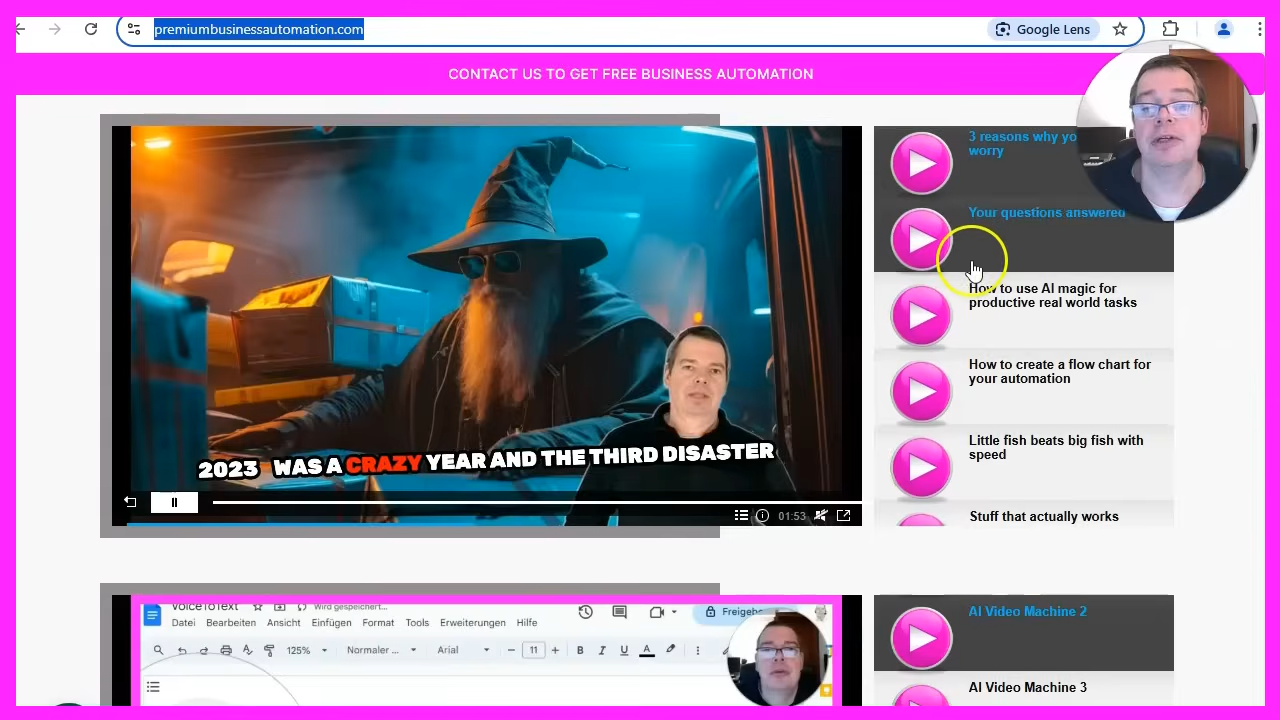 premiumbusinessautomation.com
Google Lens
CONTACT US TO GET FREE BUSINESS AUTOMATION
3 reasons why yo
worry
Your questions answered
How to use AI magic for
productive real world tasks
How to create a flow chart for
your automation
Little fish beats big fish with
speed
Stuff that actually works
2023 WAS A CRAZY YEAR AND THE THIRD DISASTER
01:53
VoiceToText
Wird gespeichert...
Freigeb
Datei Bearbeiten Ansicht Einfügen Format Tools Erweiterungen Hilfe
125% Normaler ... Arial 11 B I U A
AI Video Machine 2
AI Video Machine 3